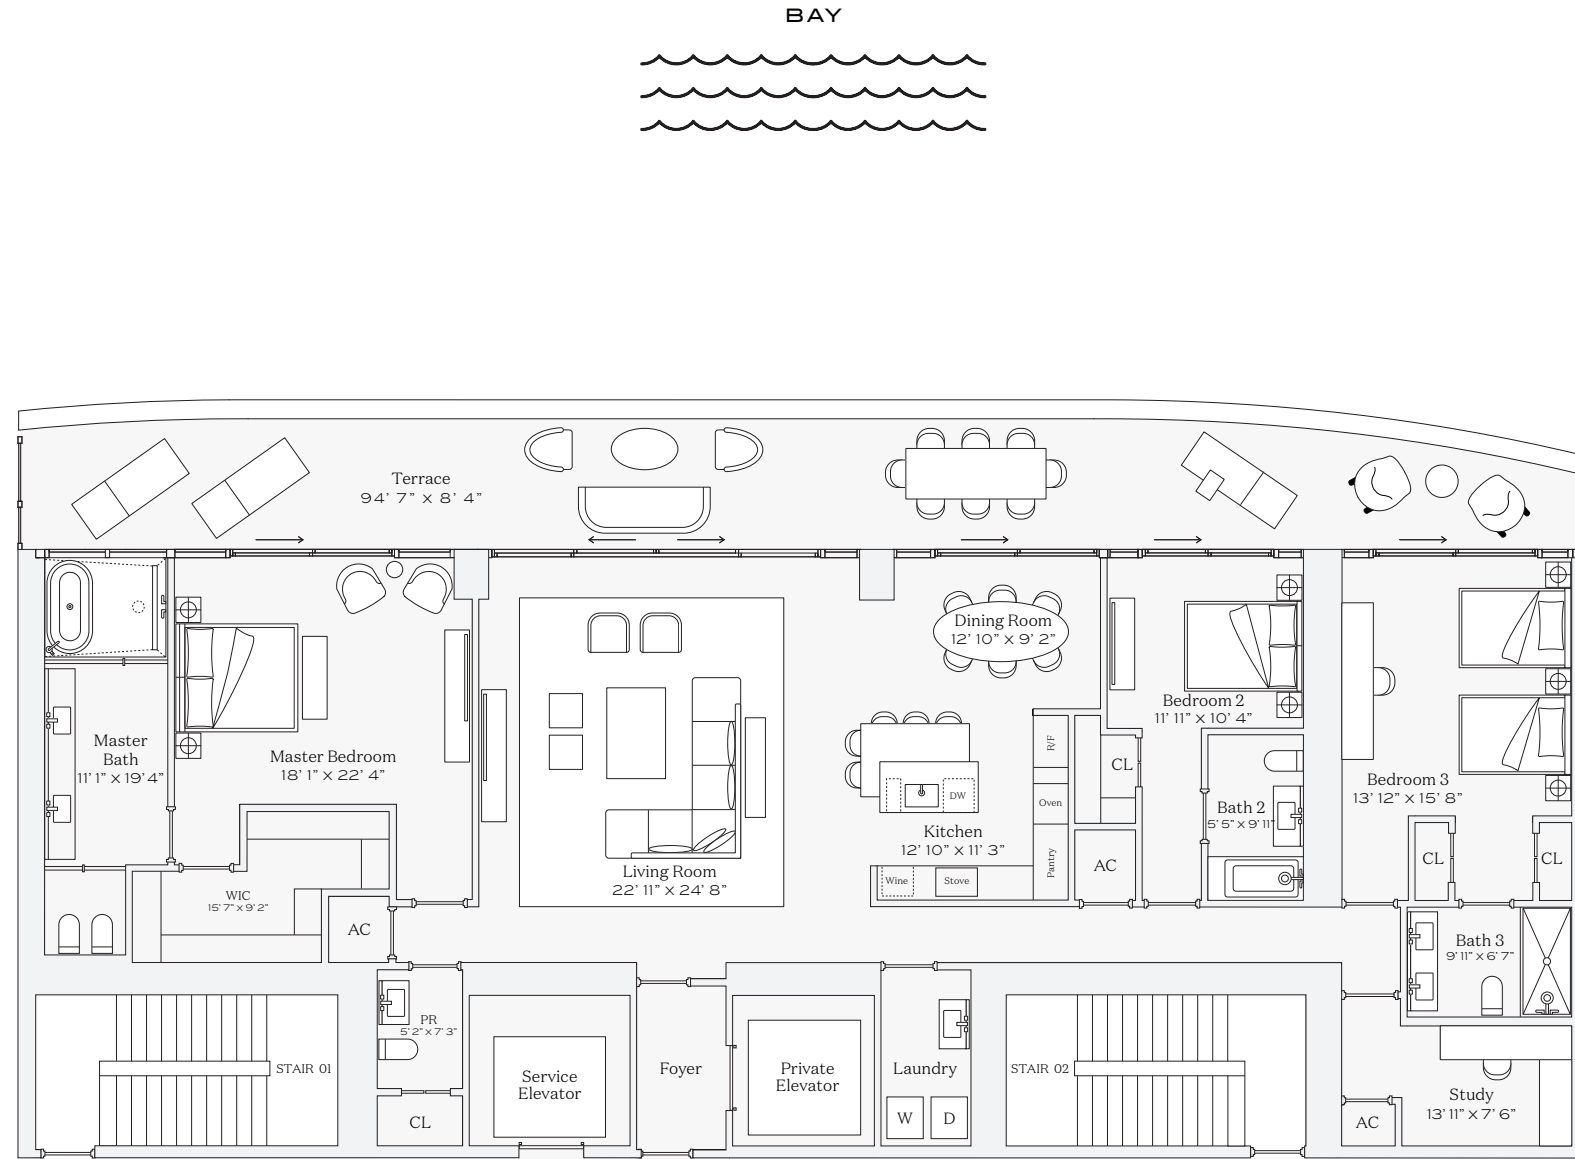 BAY
Terrace
94' 7" X 8' 4"
Dining Room
12' 10" X 9' 2"
Bedroom 2
11' 11" X 10' 4"
Master
Bath
11' 1" X 19' 4"
Master Bedroom
18' 1" X 22' 4"
R/F
CL
Bedroom 3
13' 12" X 15' 8"
DW
Oven
Bath 2
5' 5" X 9' 11"
Kitchen
12' 10" X 11' 3"
Living Room
22' 11" X 24' 8"
Pantry
AC
CL
CL
Wine
Stove
WIC
15' 7" X 9' 2"
AC
Bath 3
9' 11" X 6' 7"
PR
5' 2" X 7' 3"
STAIR 01
Service
Elevator
Foyer
Private
Elevator
Laundry
STAIR 02
Study
13' 11" X 7' 6"
CL
W
D
AC